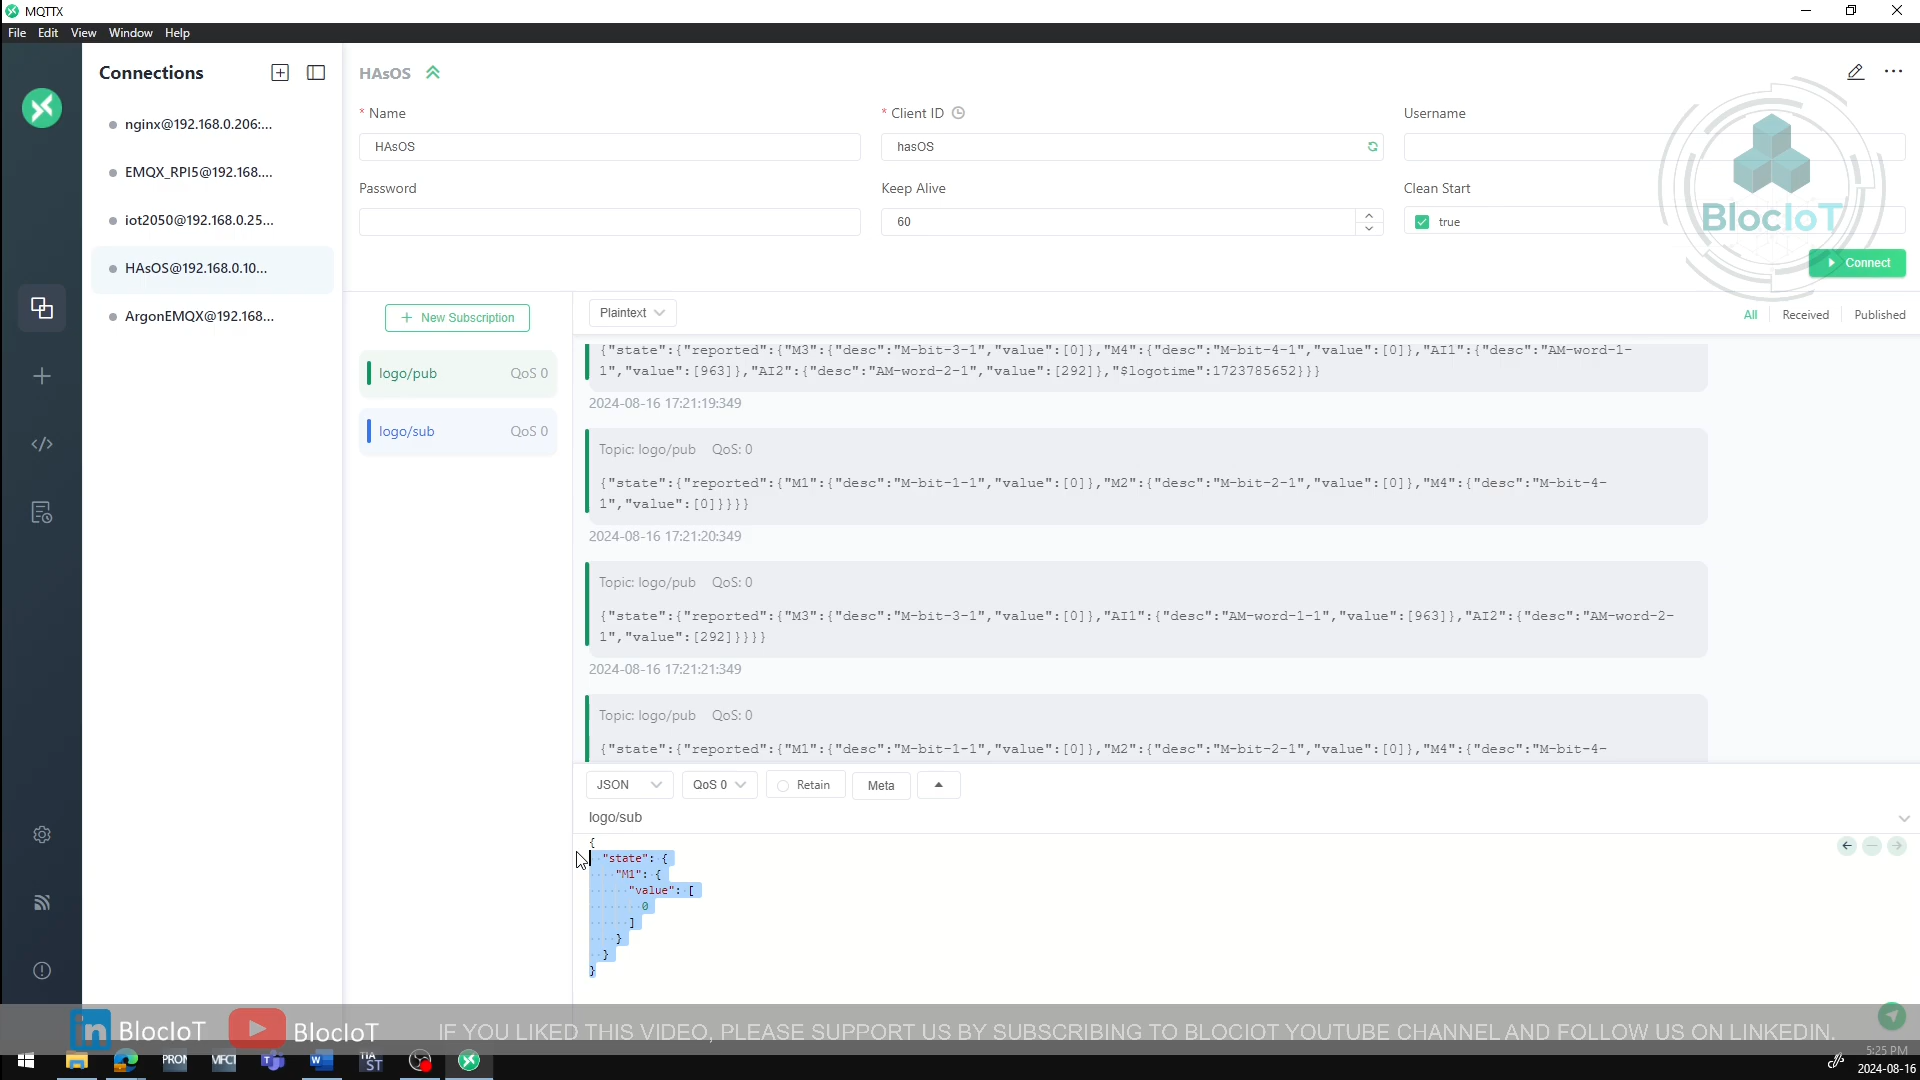 MQTTX
File Edit View Window Help
Connections
nginx@192.168.0.206:...
EMQX_RPI5@192.168....
iot2050@192.168.0.25...
HAsOS@192.168.0.10...
ArgonEMQX@192.168...
HAsOS
* Name
* Client ID
Username
HAsOS
hasOS
Password
Keep Alive
Clean Start
60
true
BlocIoT
Connect
+ New Subscription
logo/pub QoS 0
logo/sub QoS 0
Plaintext
All Received Published
{"state":{"reported":{"M3":{"desc":"M-bit-3-1","value":[0]},"M4":{"desc":"M-bit-4-1","value":[0]},"AI1":{"desc":"AM-word-1-
1","value":[963]},"AI2":{"desc":"AM-word-2-1","value":[292]},"$logotime":1723785652}}}
2024-08-16 17:21:19:349
Topic: logo/pub QoS: 0
{"state":{"reported":{"M1":{"desc":"M-bit-1-1","value":[0]},"M2":{"desc":"M-bit-2-1","value":[0]},"M4":{"desc":"M-bit-4-
1","value":[0]}}}}
2024-08-16 17:21:20:349
Topic: logo/pub QoS: 0
{"state":{"reported":{"M3":{"desc":"M-bit-3-1","value":[0]},"AI1":{"desc":"AM-word-1-1","value":[963]},"AI2":{"desc":"AM-word-2-
1","value":[292]}}}}
2024-08-16 17:21:21:349
Topic: logo/pub QoS: 0
{"state":{"reported":{"M1":{"desc":"M-bit-1-1","value":[0]},"M2":{"desc":"M-bit-2-1","value":[0]},"M4":{"desc":"M-bit-4-
JSON QoS 0 Retain Meta
logo/sub
{
"state": {
"M1": {
"value": [
0
]
}
}
}
in BlocIoT BlocIoT IF YOU LIKED THIS VIDEO, PLEASE SUPPORT US BY SUBSCRIBING TO BLOCIOT YOUTUBE CHANNEL AND FOLLOW US ON LINKEDIN.
5:25 PM
2024-08-16